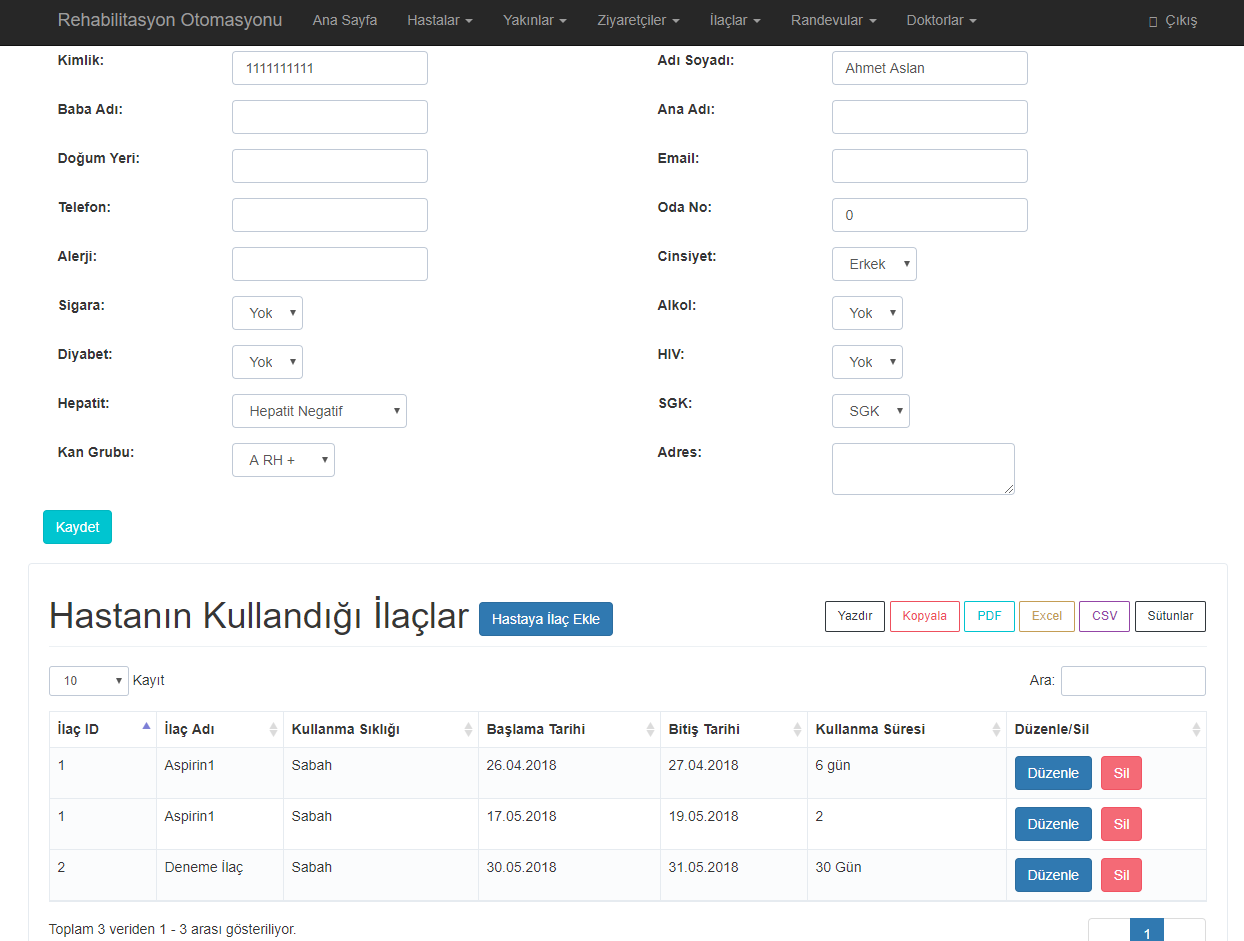 Rehabilitasyon Otomasyonu Ana Sayfa Hastalar Yakınlar Ziyaretçiler İlaçlar Randevular Doktorlar Çıkış
Kimlik: 1111111111 Adı Soyadı: Ahmet Aslan
Baba Adı: Ana Adı:
Doğum Yeri: Email:
Telefon: Oda No: 0
Alerji: Cinsiyet: Erkek
Sigara: Yok Alkol: Yok
Diyabet: Yok HIV: Yok
Hepatit: Hepatit Negatif SGK: SGK
Kan Grubu: A RH + Adres:
Kaydet
Hastanın Kullandığı İlaçlar Hastaya İlaç Ekle Yazdır Kopyala PDF Excel CSV Sütunlar
10 Kayıt Ara:
İlaç ID İlaç Adı Kullanma Sıklığı Başlama Tarihi Bitiş Tarihi Kullanma Süresi Düzenle/Sil
1 Aspirin1 Sabah 26.04.2018 27.04.2018 6 gün Düzenle Sil
1 Aspirin1 Sabah 17.05.2018 19.05.2018 2 Düzenle Sil
2 Deneme İlaç Sabah 30.05.2018 31.05.2018 30 Gün Düzenle Sil
Toplam 3 veriden 1 - 3 arası gösteriliyor. 1